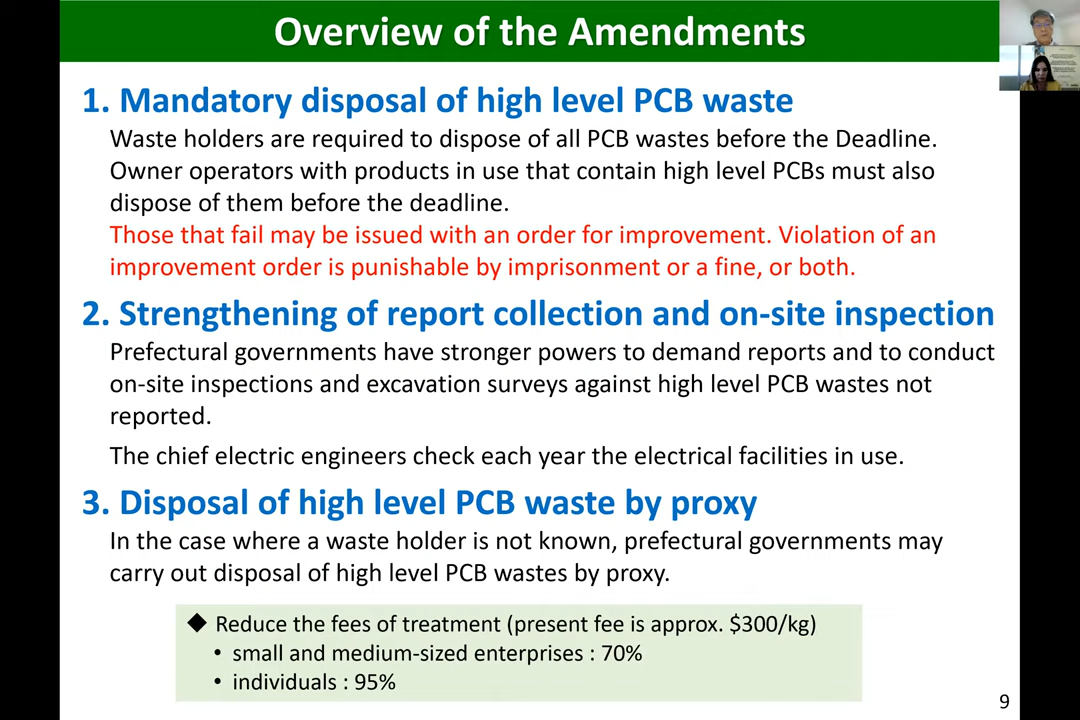 Overview of the Amendments
1. Mandatory disposal of high level PCB waste
Waste holders are required to dispose of all PCB wastes before the Deadline.
Owner operators with products in use that contain high level PCBs must also
dispose of them before the deadline.
Those that fail may be issued with an order for improvement. Violation of an
improvement order is punishable by imprisonment or a fine, or both.
2. Strengthening of report collection and on-site inspection
Prefectural governments have stronger powers to demand reports and to conduct
on-site inspections and excavation surveys against high level PCB wastes not
reported.
The chief electric engineers check each year the electrical facilities in use.
3. Disposal of high level PCB waste by proxy
In the case where a waste holder is not known, prefectural governments may
carry out disposal of high level PCB wastes by proxy.
◆ Reduce the fees of treatment (present fee is approx. $300/kg)
• small and medium-sized enterprises : 70%
• individuals : 95%
9